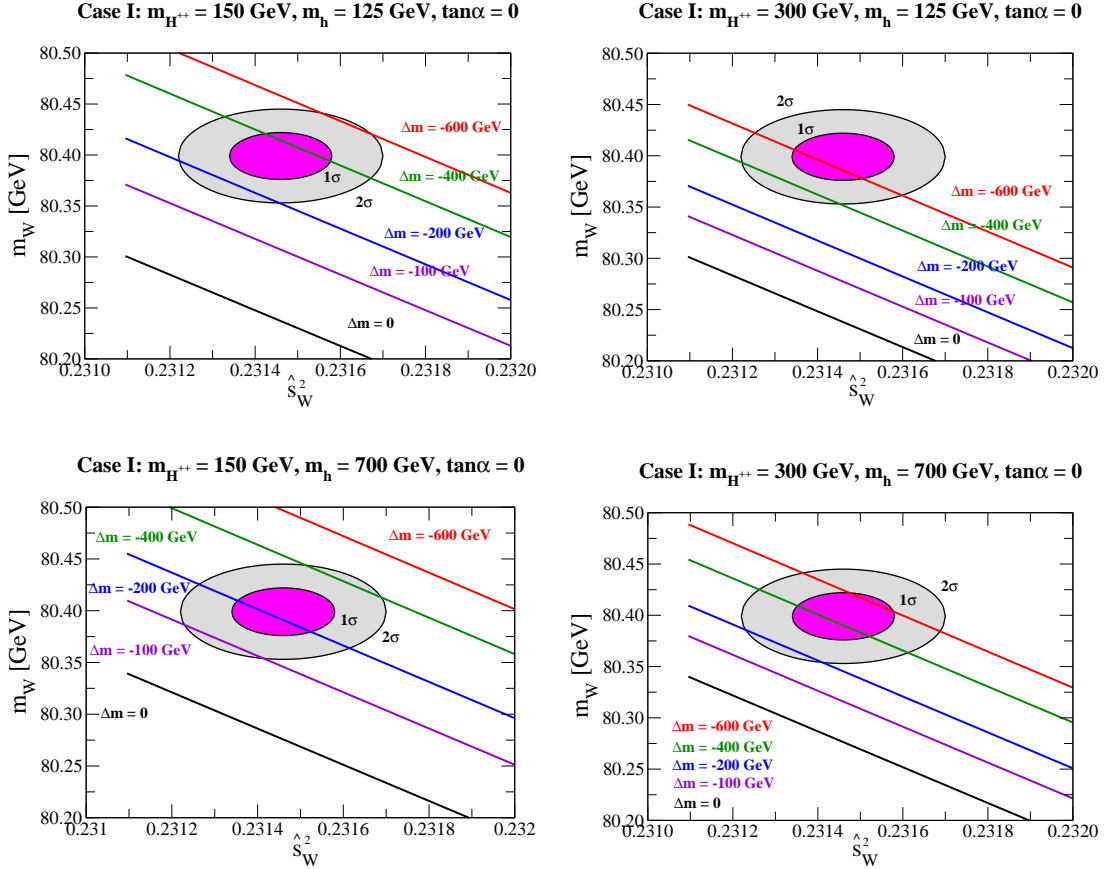 Case I: m_H++ = 150 GeV, m_h = 125 GeV, tanα = 0
80.50
80.45
80.40
80.35
80.30
80.25
80.20
m_W [GeV]
Δm = -600 GeV
1σ
Δm = -400 GeV
2σ
Δm = -200 GeV
Δm = -100 GeV
Δm = 0
0.2310 0.2312 0.2314 0.2316 0.2318 0.2320
ŝ_W^2
Case I: m_H++ = 300 GeV, m_h = 125 GeV, tanα = 0
80.50
80.45
80.40
80.35
80.30
80.25
80.20
m_W [GeV]
2σ
1σ
Δm = -600
Δm = -400 GeV
Δm = -200 GeV
Δm = -100 GeV
Δm = 0
0.2310 0.2312 0.2314 0.2316 0.2318 0.2320
ŝ_W^2
Case I: m_H++ = 150 GeV, m_h = 700 GeV, tanα = 0
80.50
80.45
80.40
80.35
80.30
80.25
80.20
m_W [GeV]
Δm = -400 GeV
Δm = -600 GeV
Δm = -200 GeV
1σ
2σ
Δm = -100 GeV
Δm = 0
0.231 0.2312 0.2314 0.2316 0.2318 0.232
ŝ_W^2
Case I: m_H++ = 300 GeV, m_h = 700 GeV, tanα = 0
80.50
80.45
80.40
80.35
80.30
80.25
80.20
m_W [GeV]
2σ
1σ
Δm = -600 GeV
Δm = -400 GeV
Δm = -200 GeV
Δm = -100 GeV
Δm = 0
0.2310 0.2312 0.2314 0.2316 0.2318 0.2320
ŝ_W^2